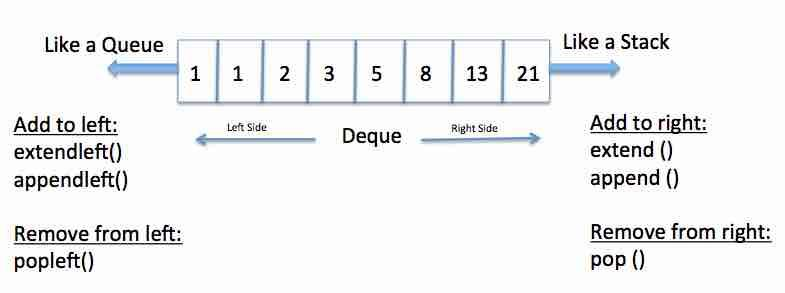 Like a Queue
Like a Stack
1 1 2 3 5 8 13 21
Left Side
Deque
Right Side
Add to left:
extendleft()
appendleft()
Remove from left:
popleft()
Add to right:
extend ()
append ()
Remove from right:
pop ()